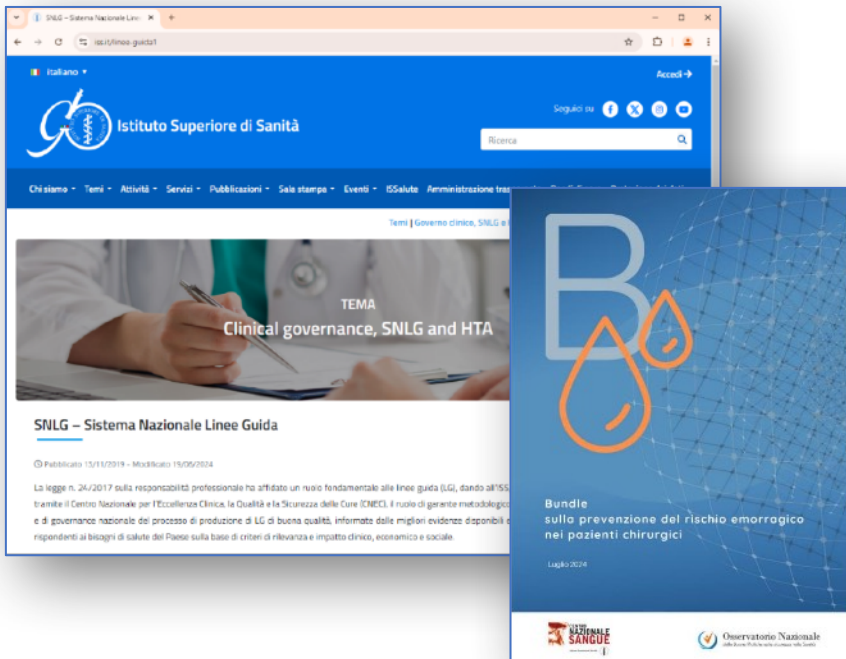 SNLG – Sistema Nazionale Line
iss.it/linee-guida1
Italiano
Accedi
Istituto Superiore di Sanità
Seguici su
Ricerca
Chi siamo Temi Attività Servizi Pubblicazioni Sala stampa Eventi ISSalute Amministrazione
Temi | Governo clinico, SNLG e
TEMA
Clinical governance, SNLG and HTA
SNLG – Sistema Nazionale Linee Guida
Pubblicato 15/11/2019 – Modificato 19/06/2024
La legge n. 24/2017 sulla responsabilità professionale ha affidato un ruolo fondamentale alle linee guida (LG), dando all'ISS,
tramite il Centro Nazionale per l'Eccellenza Clinica, la Qualità e la Sicurezza delle Cure (CNEC), il ruolo di garante metodologico
e di governance nazionale del processo di produzione di LG di buona qualità, informate dalle migliori evidenze disponibili e
rispondenti ai bisogni di salute del Paese sulla base di criteri di rilevanza e impatto clinico, economico e sociale.
B
Bundle
sulla prevenzione del rischio emorragico
nei pazienti chirurgici
Luglio 2024
CENTRO
NAZIONALE
SANGUE
Osservatorio Nazionale